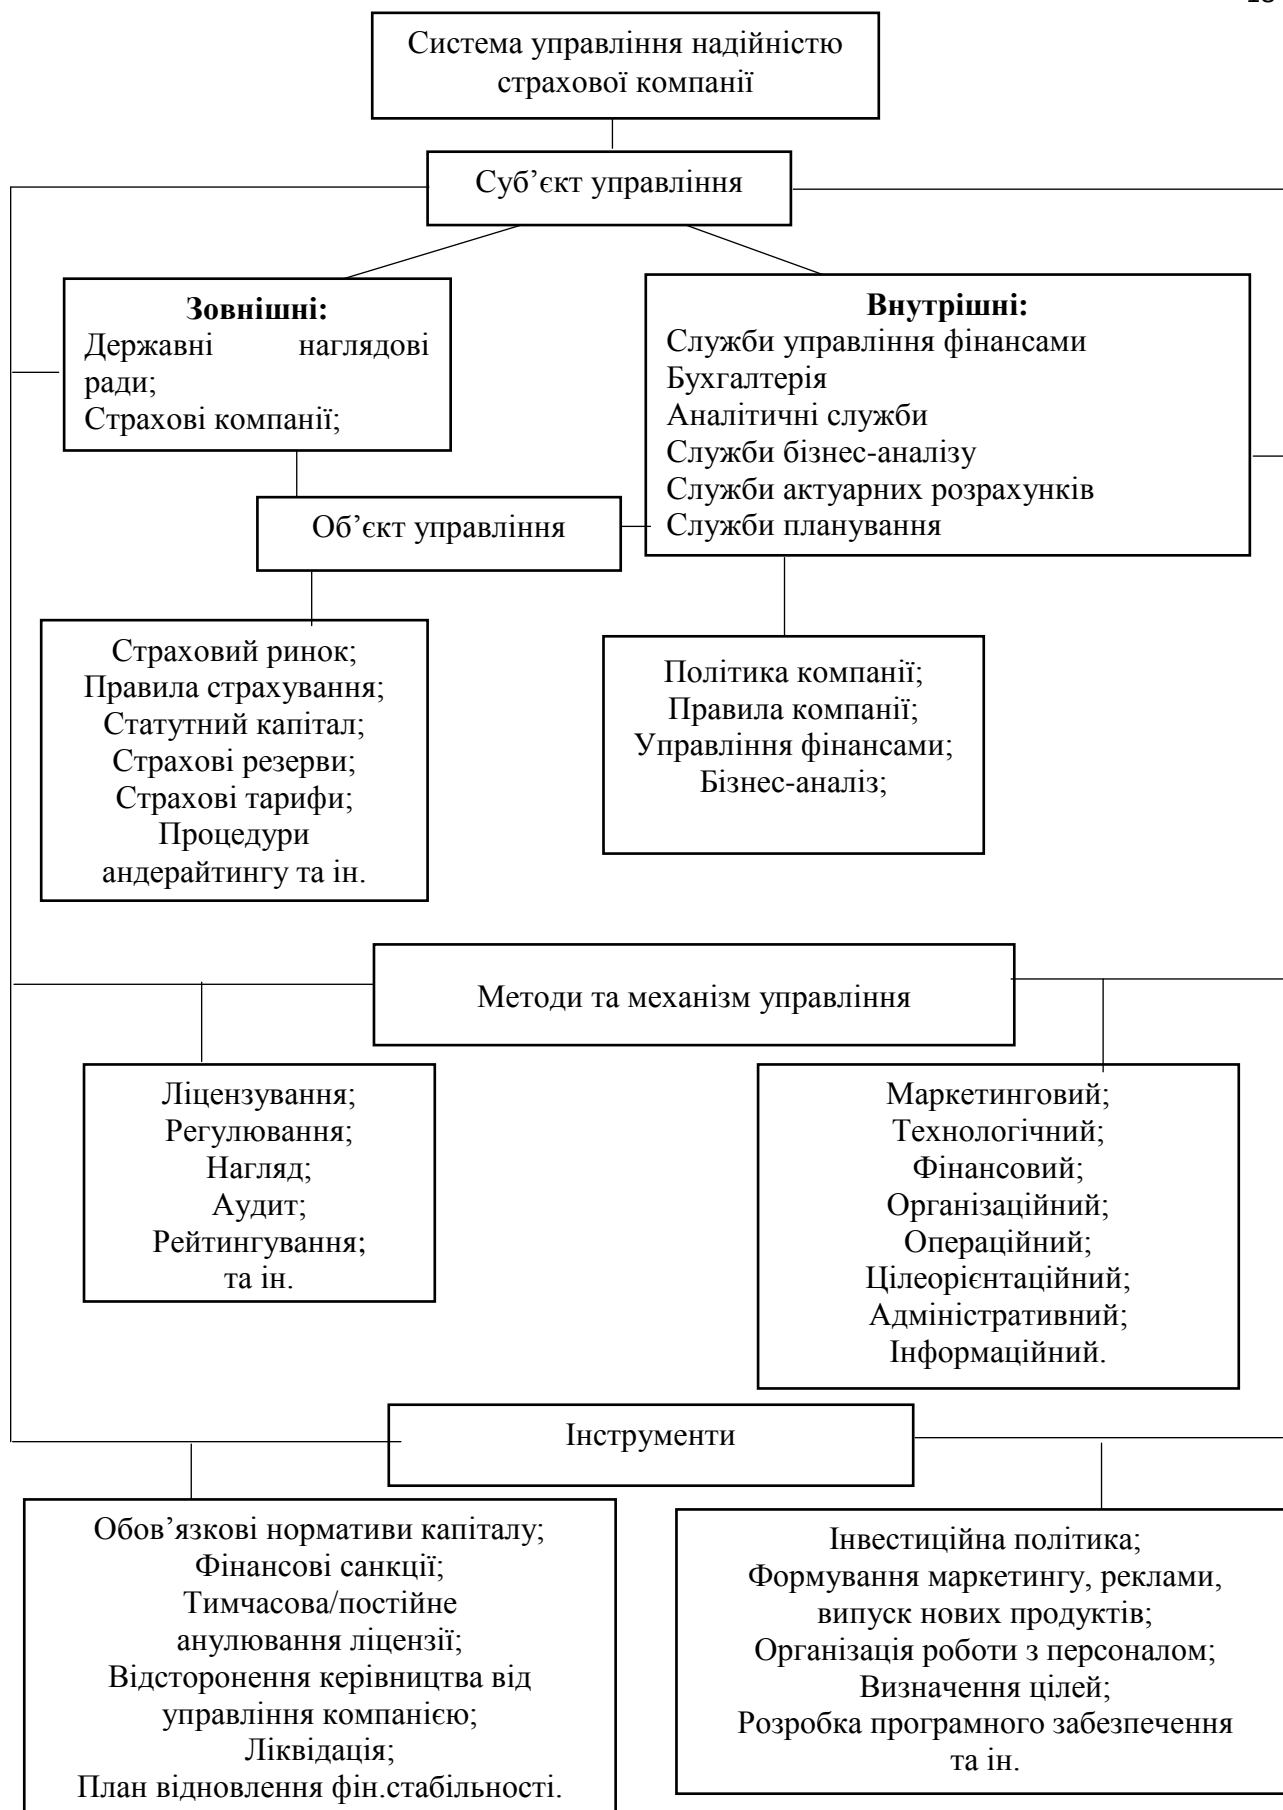 Система управління надійністю
страхової компанії
Суб’єкт управління
Зовнішні:
Державні наглядові
ради;
Страхові компанії;
Внутрішні:
Служби управління фінансами
Бухгалтерія
Аналітичні служби
Служби бізнес-аналізу
Служби актуарних розрахунків
Служби планування
Об’єкт управління
Страховий ринок;
Правила страхування;
Статутний капітал;
Страхові резерви;
Страхові тарифи;
Процедури
андерайтингу та ін.
Політика компанії;
Правила компанії;
Управління фінансами;
Бізнес-аналіз;
Методи та механізм управління
Ліцензування;
Регулювання;
Нагляд;
Аудит;
Рейтингування;
та ін.
Маркетинговий;
Технологічний;
Фінансовий;
Організаційний;
Операційний;
Цілеорієнтаційний;
Адміністративний;
Інформаційний.
Інструменти
Обов’язкові нормативи капіталу;
Фінансові санкції;
Тимчасова/постійне
анулювання ліцензії;
Відсторонення керівництва від
управління компанією;
Ліквідація;
План відновлення фін.стабільності.
Інвестиційна політика;
Формування маркетингу, реклами,
випуск нових продуктів;
Організація роботи з персоналом;
Визначення цілей;
Розробка програмного забезпечення
та ін.